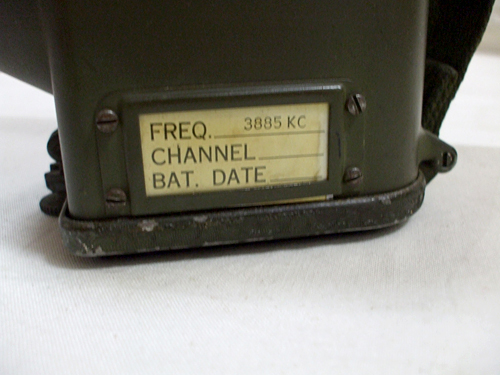 FREQ. 3885 KC
CHANNEL
BAT. DATE